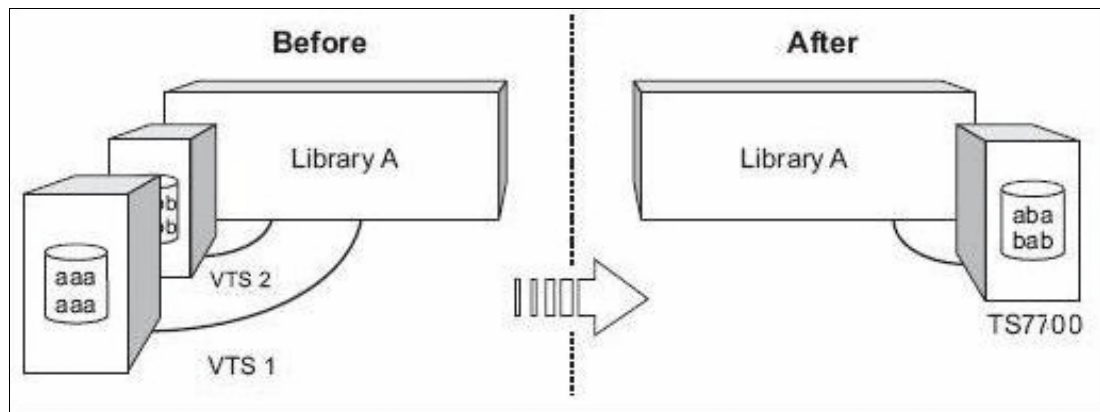 Before
Library A
VTS 2
aaa
aaa
VTS 1
After
Library A
aba
bab
TS7700